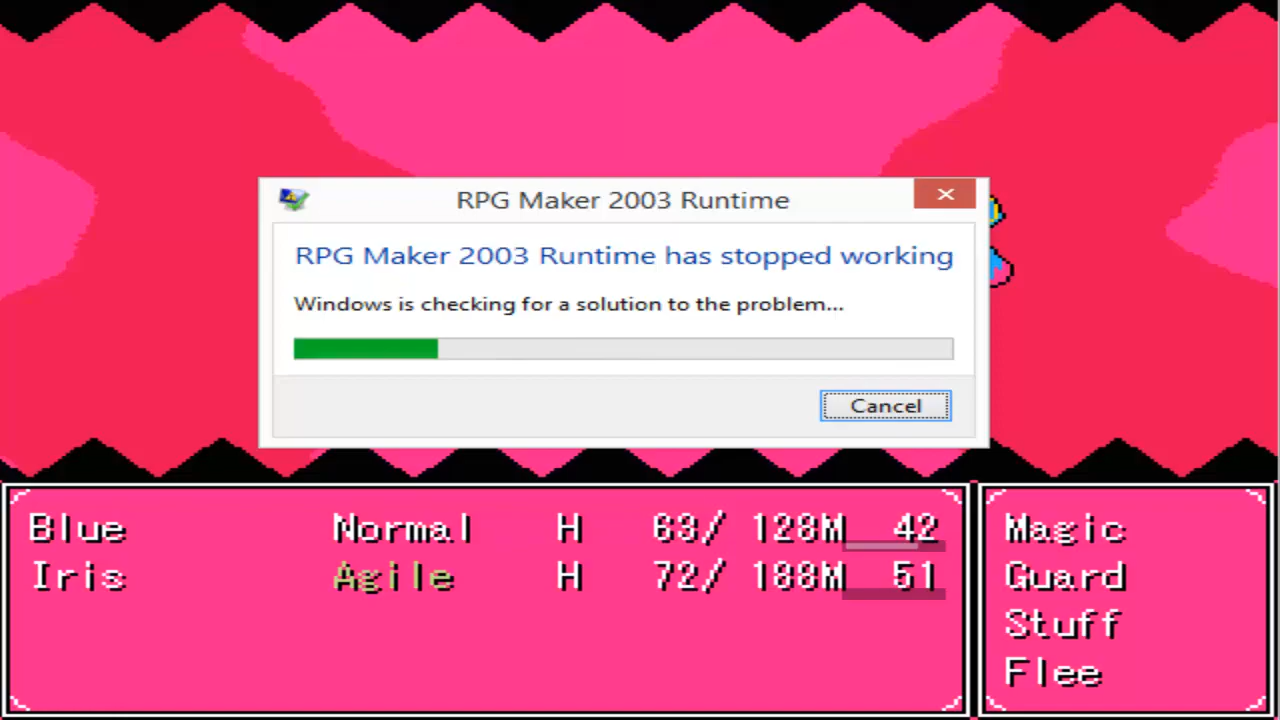 RPG Maker 2003 Runtime
RPG Maker 2003 Runtime has stopped working
Windows is checking for a solution to the problem...
Cancel
Blue Normal H 63/ 128M 42
Iris Agile H 72/ 188M 51
Magic
Guard
Stuff
Flee